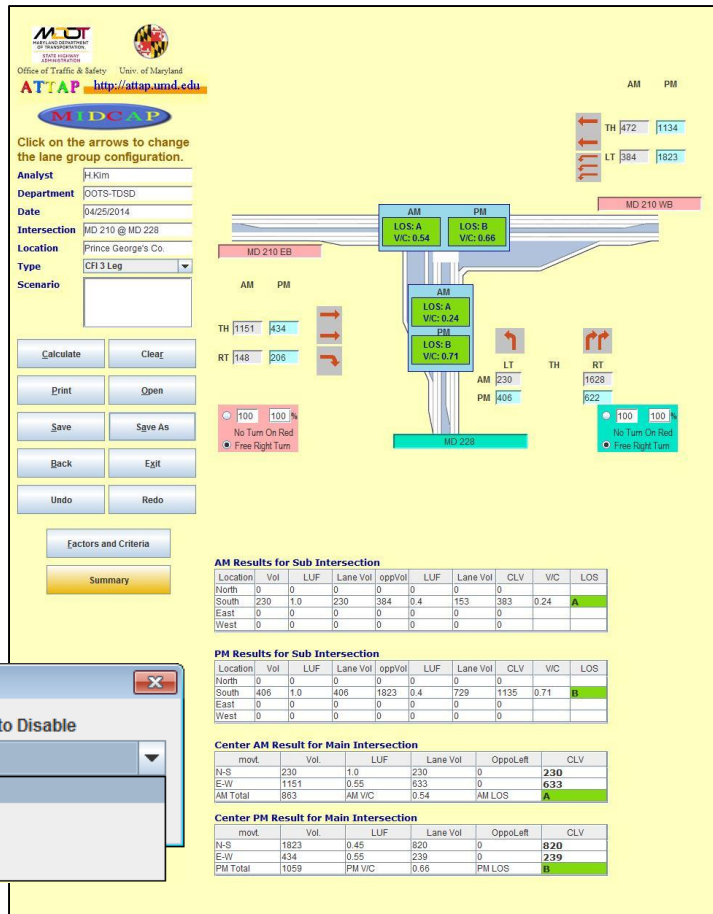 MDOT
MARYLAND DEPARTMENT
OF TRANSPORTATION.
STATE HIGHWAY
ADMINISTRATION
Office of Traffic & Safety Univ. of Maryland
ATTAP http://attap.umd.edu
MIDCAP
Click on the arrows to change
the lane group configuration.
Analyst H.Kim
Department OOTS-TDSD
Date 04/25/2014
Intersection MD 210 @ MD 228
Location Prince George's Co.
Type CFI 3 Leg
Scenario
Calculate Clear
Print Open
Save Save As
Back Exit
Undo Redo
Factors and Criteria
Summary
to Disable
AM PM
TH 472 1134
LT 384 1823
MD 210 WB
AM PM
LOS: A LOS: B
V/C: 0.54 V/C: 0.66
MD 210 EB
AM PM
TH 1151 434
RT 148 206
AM
LOS: A
V/C: 0.24
PM
LOS: B
V/C: 0.71
LT TH RT
AM 230 1628
PM 406 622
100 100 %
No Turn On Red
Free Right Turn
MD 228
100 100 %
No Turn On Red
Free Right Turn
AM Results for Sub Intersection
Location Vol LUF Lane Vol oppVol LUF Lane Vol CLV V/C LOS
North 0 0 0 0 0 0 0
South 230 1.0 230 384 0.4 153 383 0.24 A
East 0 0 0 0 0 0 0
West 0 0 0 0 0 0 0
PM Results for Sub Intersection
Location Vol LUF Lane Vol oppVol LUF Lane Vol CLV V/C LOS
North 0 0 0 0 0 0 0
South 406 1.0 406 1823 0.4 729 1135 0.71 B
East 0 0 0 0 0 0 0
West 0 0 0 0 0 0 0
Center AM Result for Main Intersection
movt. Vol. LUF Lane Vol OppoLeft CLV
N-S 230 1.0 230 0 230
E-W 1151 0.55 633 0 633
AM Total 863 AM V/C 0.54 AM LOS A
Center PM Result for Main Intersection
movt. Vol. LUF Lane Vol OppoLeft CLV
N-S 1823 0.45 820 0 820
E-W 434 0.55 239 0 239
PM Total 1059 PM V/C 0.66 PM LOS B